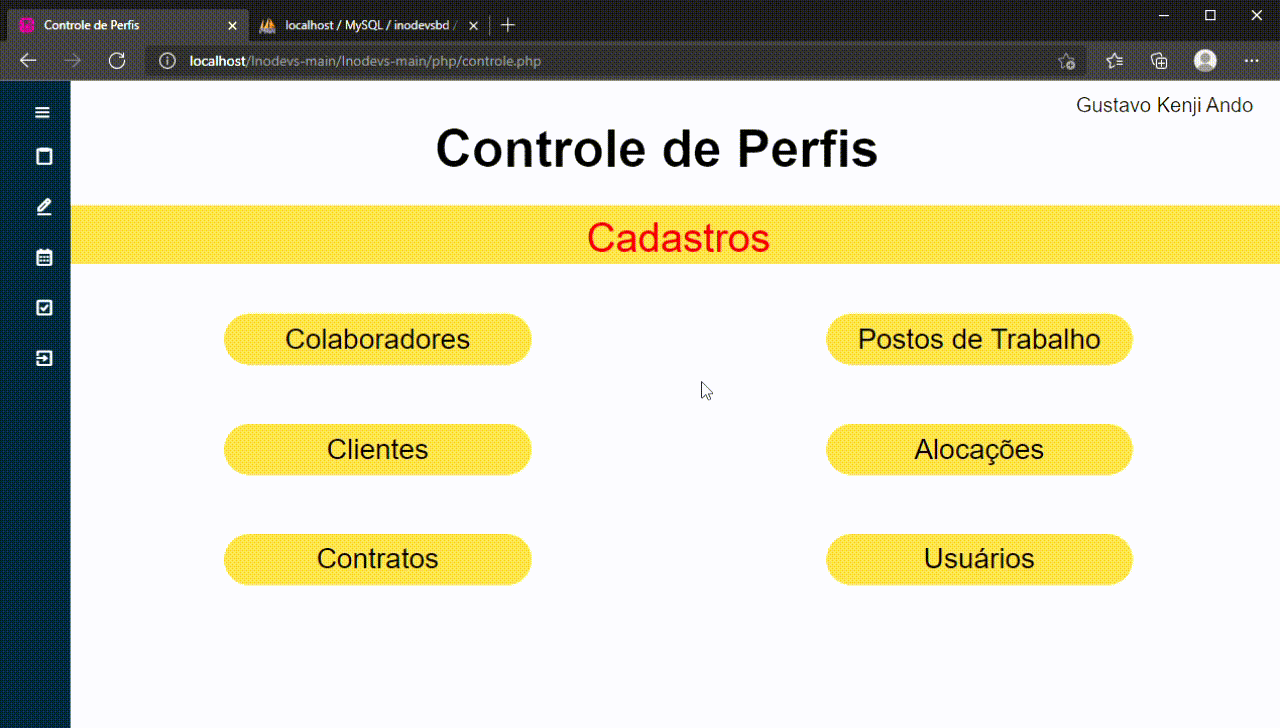 Controle de Perfis
localhost / MySQL / inodevsbd /
localhost/Inodevs-main/Inodevs-main/php/controle.php
Gustavo Kenji Ando
Controle de Perfis
Cadastros
Colaboradores
Postos de Trabalho
Clientes
Alocações
Contratos
Usuários